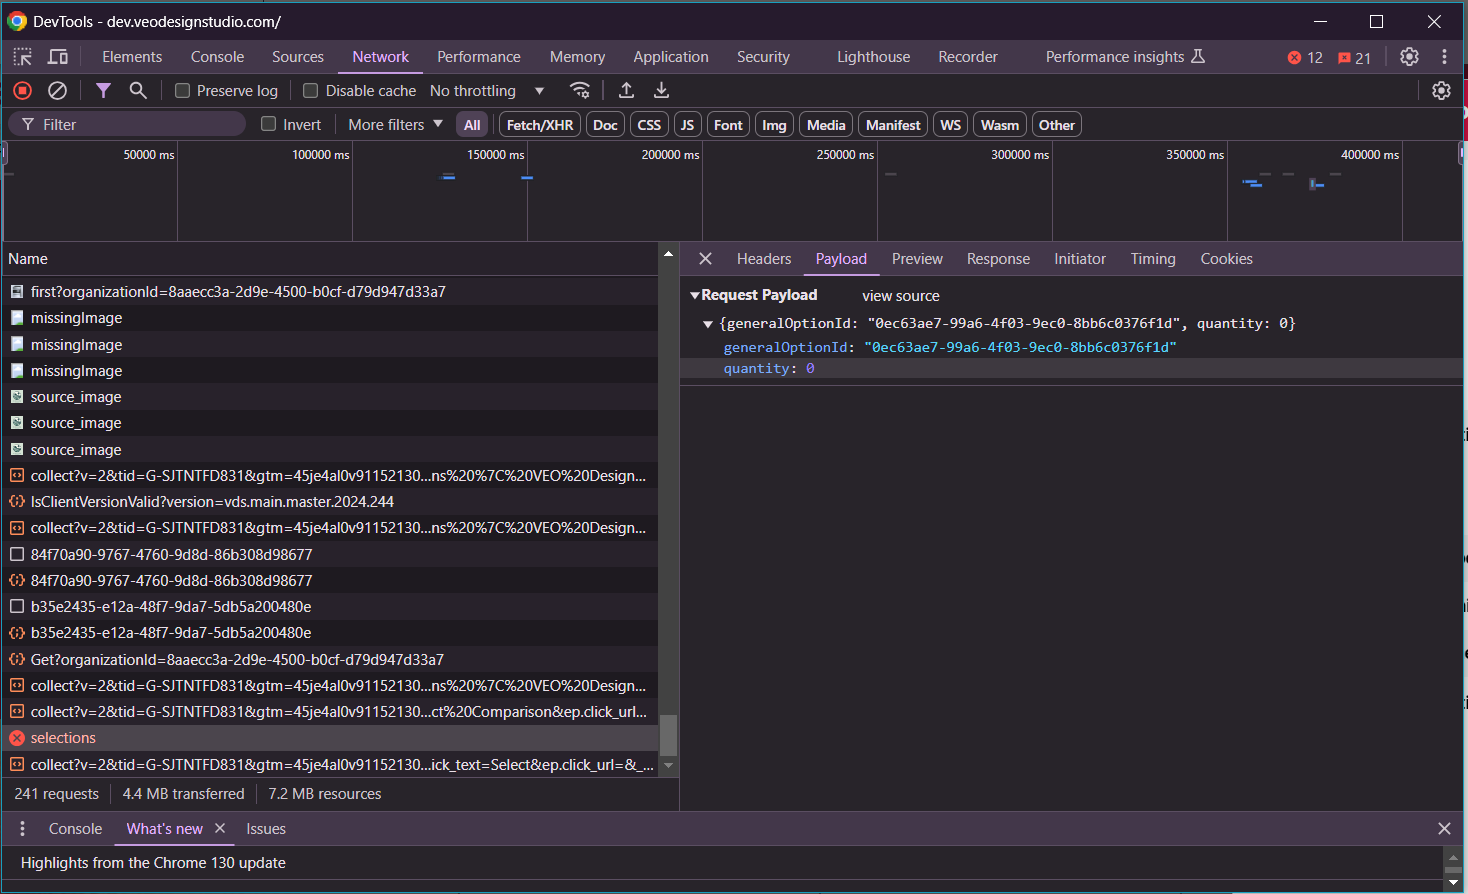 DevTools - dev.veodesignstudio.com/
Elements Console Sources Network Performance Memory Application Security Lighthouse Recorder Performance insights 12 21
Preserve log Disable cache No throttling
Filter Invert More filters All Fetch/XHR Doc CSS JS Font Img Media Manifest WS Wasm Other
50000 ms 100000 ms 150000 ms 200000 ms 250000 ms 300000 ms 350000 ms 400000 ms
Name
first?organizationId=8aaecc3a-2d9e-4500-b0cf-d79d947d33a7
missingImage
missingImage
missingImage
source_image
source_image
source_image
collect?v=2&tid=G-SJTNTFD831&gtm=45je4al0v91152130...ns%20%7C%20VEO%20Design...
IsClientVersionValid?version=vds.main.master.2024.244
collect?v=2&tid=G-SJTNTFD831&gtm=45je4al0v91152130...ns%20%7C%20VEO%20Design...
84f70a90-9767-4760-9d8d-86b308d98677
84f70a90-9767-4760-9d8d-86b308d98677
b35e2435-e12a-48f7-9da7-5db5a200480e
b35e2435-e12a-48f7-9da7-5db5a200480e
Get?organizationId=8aaecc3a-2d9e-4500-b0cf-d79d947d33a7
collect?v=2&tid=G-SJTNTFD831&gtm=45je4al0v91152130...ns%20%7C%20VEO%20Design...
collect?v=2&tid=G-SJTNTFD831&gtm=45je4al0v91152130...ct%20Comparison&ep.click_url...
selections
collect?v=2&tid=G-SJTNTFD831&gtm=45je4al0v91152130...ick_text=Select&ep.click_url=&_...
241 requests 4.4 MB transferred 7.2 MB resources
Headers Payload Preview Response Initiator Timing Cookies
Request Payload view source
{generalOptionId: "0ec63ae7-99a6-4f03-9ec0-8bb6c0376f1d", quantity: 0}
generalOptionId: "0ec63ae7-99a6-4f03-9ec0-8bb6c0376f1d"
quantity: 0
Console What's new Issues
Highlights from the Chrome 130 update